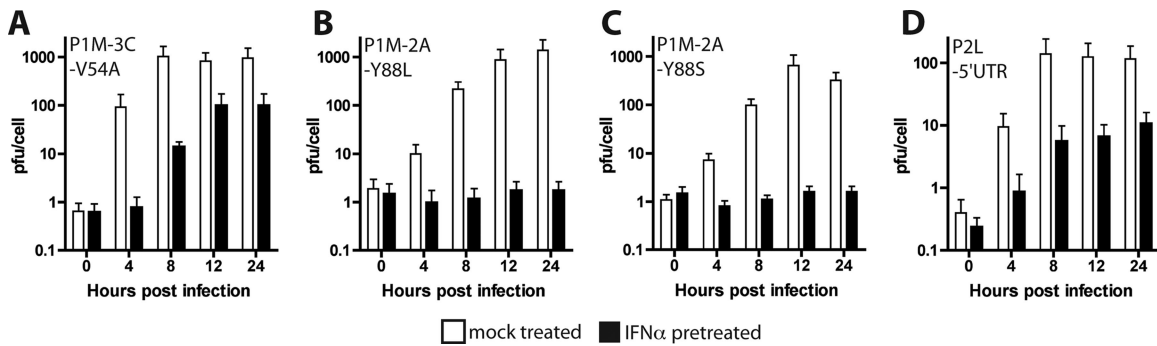 A
P1M-3C
-V54A
pfu/cell
1000
100
10
1
0.1
0 4 8 12 24
Hours post infection
B
P1M-2A
-Y88L
pfu/cell
1000
100
10
1
0.1
0 4 8 12 24
Hours post infection
C
P1M-2A
-Y88S
pfu/cell
1000
100
10
1
0.1
0 4 8 12 24
Hours post infection
D
P2L
-5'UTR
pfu/cell
100
10
1
0.1
0 4 8 12 24
Hours post infection
mock treated IFNα pretreated